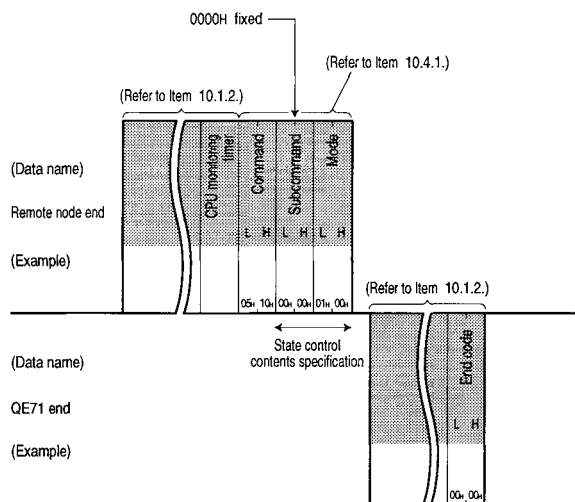 0000H fixed
(Refer to Item 10.4.1.)
(Refer to Item 10.1.2.)
(Data name)
CPU monitoring timer
Command
Subcommand
Mode
Remote node end
L H L H L H
(Example)
05H 10H 00H 00H 01H 00H
(Refer to Item 10.1.2.)
State control
contents specification
(Data name)
End code
QE71 end
L H
(Example)
00H 00H